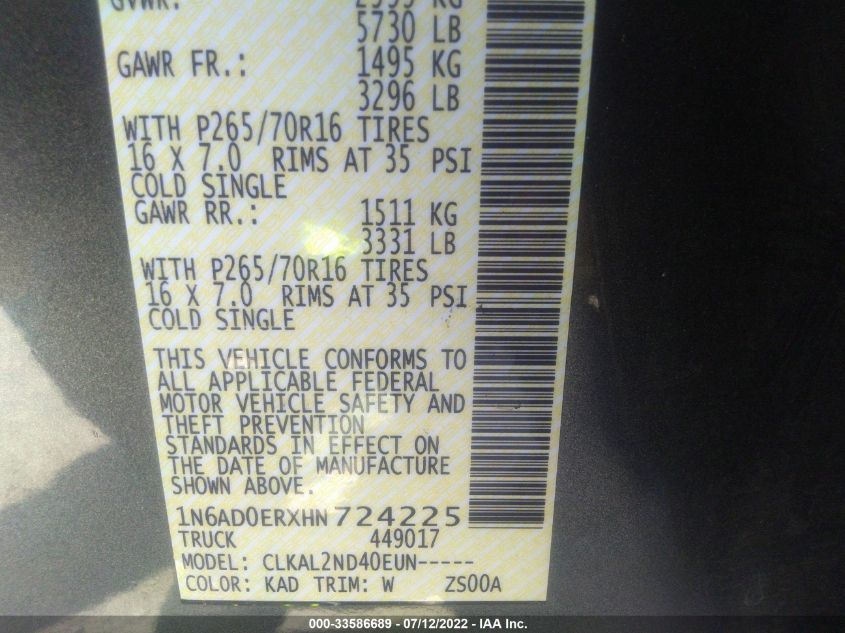 GVWR: 2599 KG
5730 LB
GAWR FR.: 1495 KG
3296 LB
WITH P265/70R16 TIRES
16 X 7.0 RIMS AT 35 PSI
COLD SINGLE
GAWR RR.: 1511 KG
3331 LB
WITH P265/70R16 TIRES
16 X 7.0 RIMS AT 35 PSI
COLD SINGLE
THIS VEHICLE CONFORMS TO
ALL APPLICABLE FEDERAL
MOTOR VEHICLE SAFETY AND
THEFT PREVENTION
STANDARDS IN EFFECT ON
THE DATE OF MANUFACTURE
SHOWN ABOVE.
1N6AD0ERXHN724225
TRUCK 449017
MODEL: CLKAL2ND40EUN-----
COLOR: KAD TRIM: W ZS00A
000-33586689 - 07/12/2022 - IAA Inc.